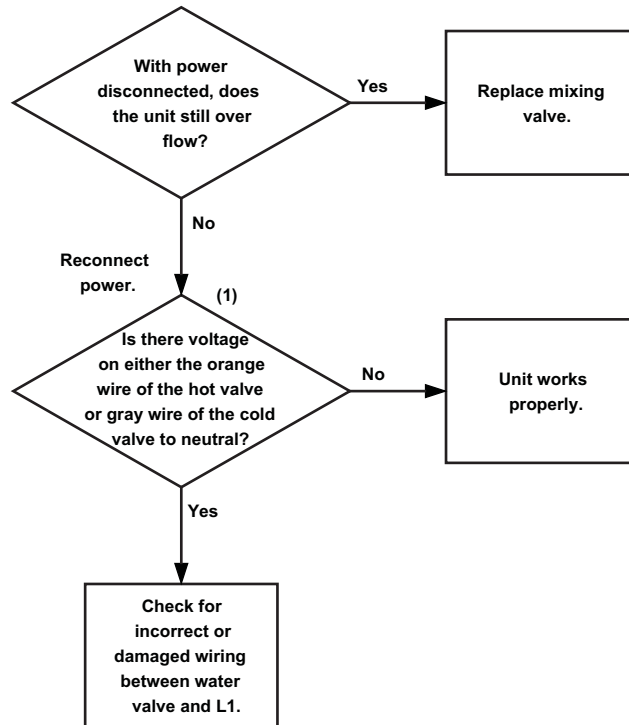 With power
disconnected, does
the unit still over
flow?
Yes
Replace mixing
valve.
No
Reconnect
power.
(1)
Is there voltage
on either the orange
wire of the hot valve
or gray wire of the cold
valve to neutral?
No
Unit works
properly.
Yes
Check for
incorrect or
damaged wiring
between water
valve and L1.